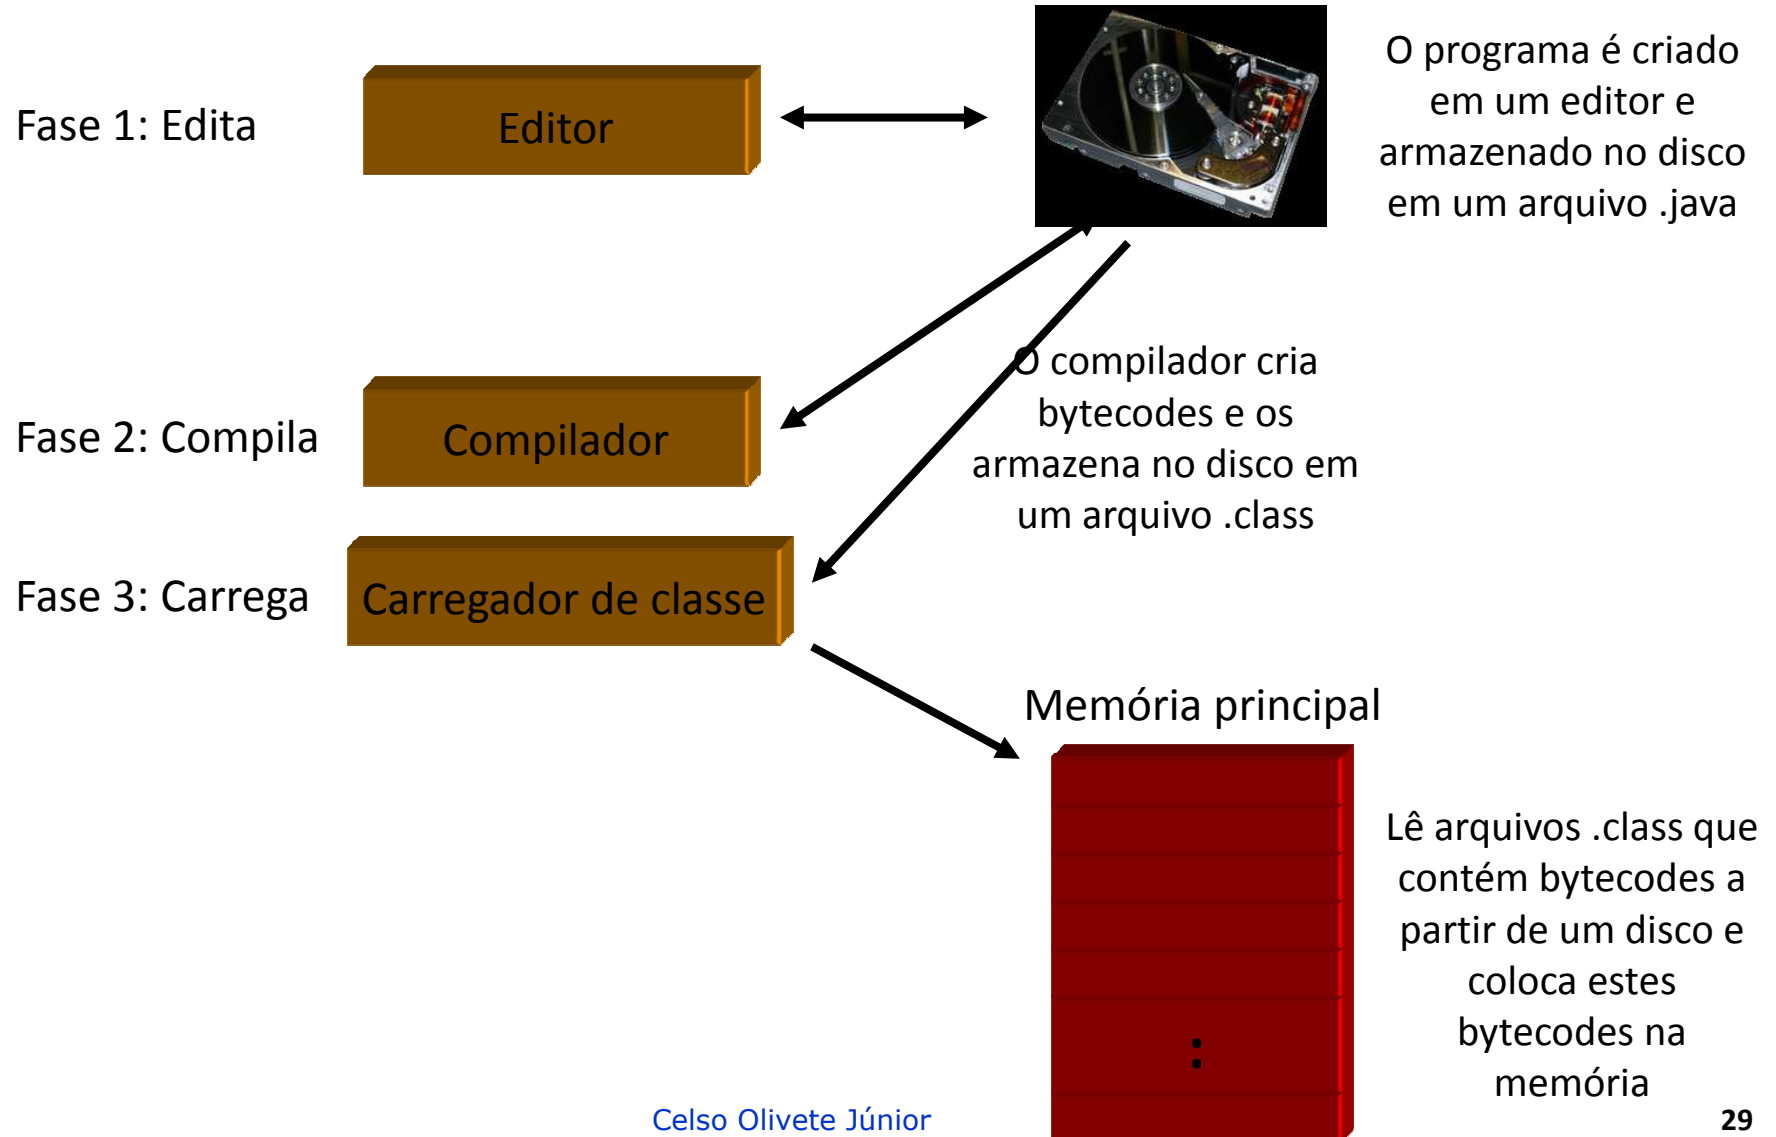 Fase 1: Edita
Editor
O programa é criado
em um editor e
armazenado no disco
em um arquivo .java
Fase 2: Compila
Compilador
O compilador cria
bytecodes e os
armazena no disco em
um arquivo .class
Fase 3: Carrega
Carregador de classe
Memória principal
:
Lê arquivos .class que
contém bytecodes a
partir de um disco e
coloca estes
bytecodes na
memória
Celso Olivete Júnior
29